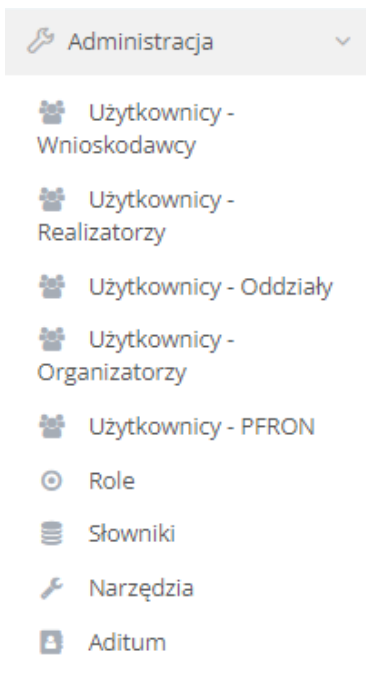 Administracja
Użytkownicy -
Wnioskodawcy
Użytkownicy -
Realizatorzy
Użytkownicy - Oddziały
Użytkownicy -
Organizatorzy
Użytkownicy - PFRON
Role
Słowniki
Narzędzia
Aditum